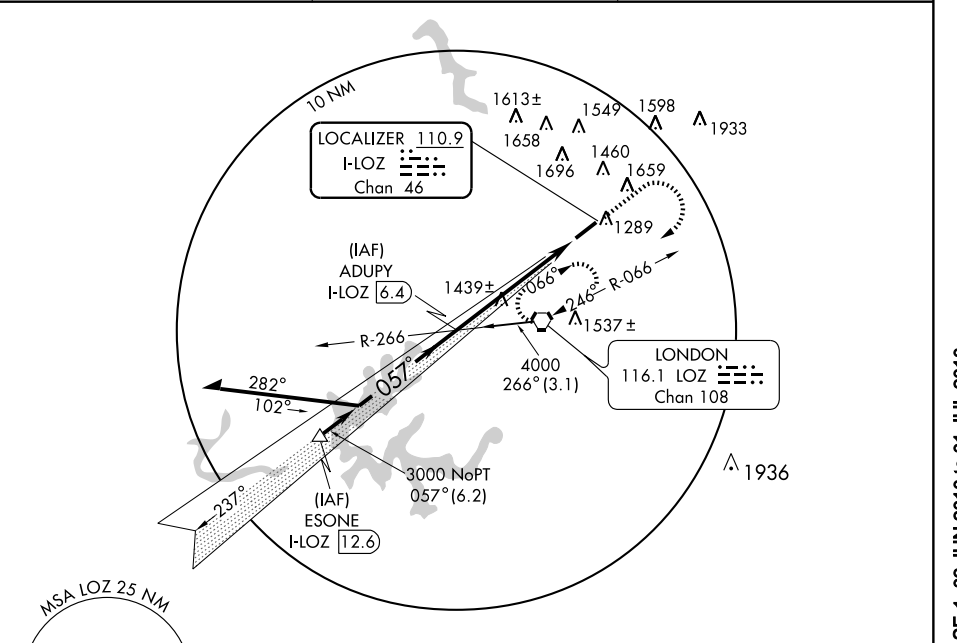 10 NM
1613±
1549
1598
1933
1658
1696
1460
1659
LOCALIZER 110.9
I-LOZ
Chan 46
1289
(IAF)
ADUPY
I-LOZ 6.4
1439±
066°
246°
R-066
R-266
1537±
4000
266° (3.1)
LONDON
116.1 LOZ
Chan 108
057°
282°
102°
3000 NoPT
057° (6.2)
1936
237°
(IAF)
ESONE
I-LOZ 12.6
MSA LOZ 25 NM